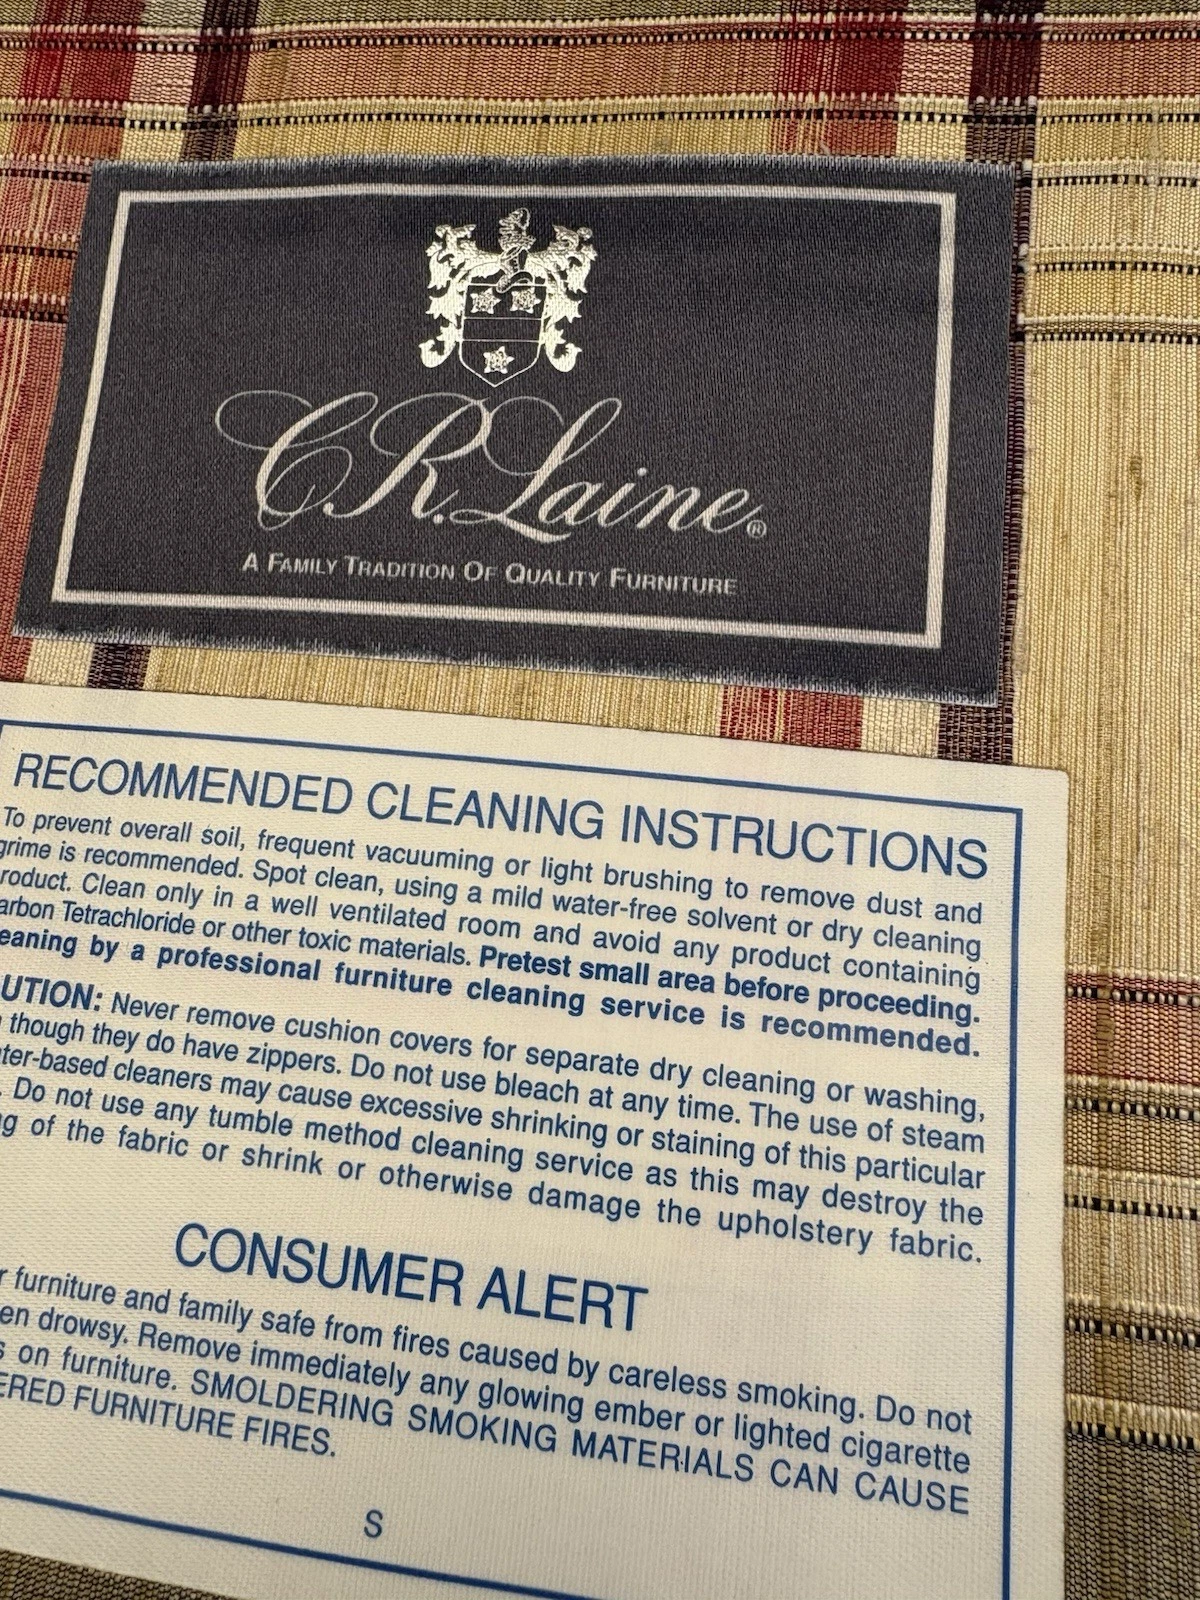 C.R. Laine®
A FAMILY TRADITION OF QUALITY FURNITURE
RECOMMENDED CLEANING INSTRUCTIONS
To prevent overall soil, frequent vacuuming or light brushing to remove dust and
grime is recommended. Spot clean, using a mild water-free solvent or dry cleaning
roduct. Clean only in a well ventilated room and avoid any product containing
arbon Tetrachloride or other toxic materials. Pretest small area before proceeding.
eaning by a professional furniture cleaning service is recommended.
UTION: Never remove cushion covers for separate dry cleaning or washing,
though they do have zippers. Do not use bleach at any time. The use of steam
ter-based cleaners may cause excessive shrinking or staining of this particular
. Do not use any tumble method cleaning service as this may destroy the
g of the fabric or shrink or otherwise damage the upholstery fabric.
CONSUMER ALERT
r furniture and family safe from fires caused by careless smoking. Do not
en drowsy. Remove immediately any glowing ember or lighted cigarette
s on furniture. SMOLDERING SMOKING MATERIALS CAN CAUSE
ERED FURNITURE FIRES.
S